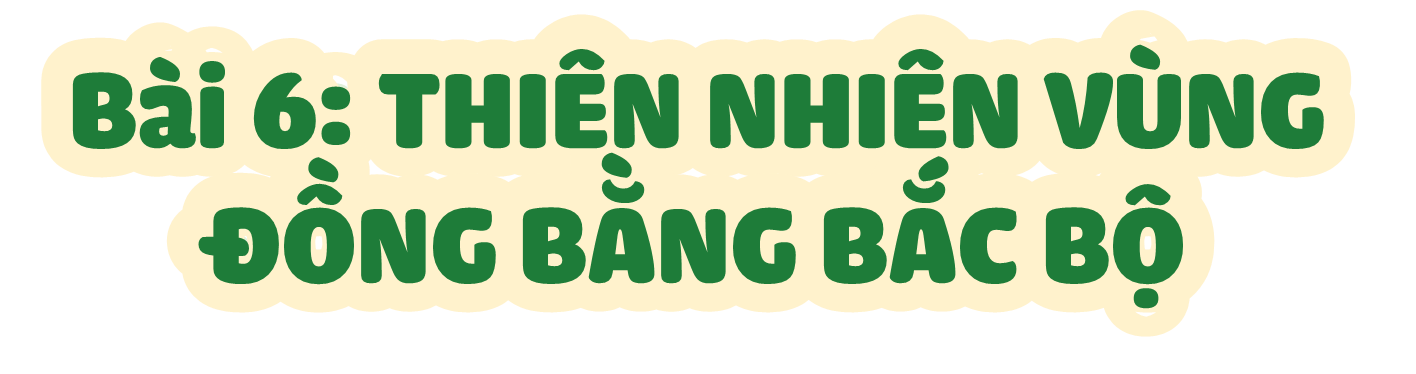 Bài 6: THIÊN NHIÊN VÙNG
ĐỒNG BẰNG BẮC BỘ